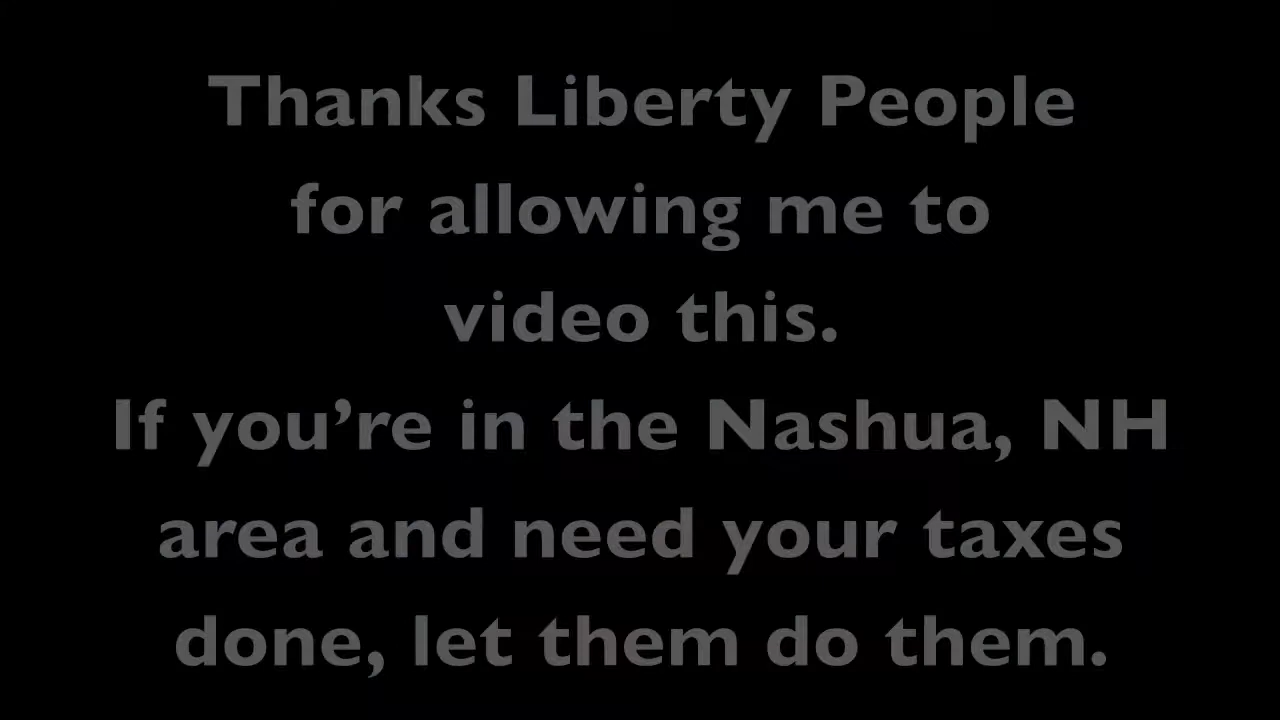 Thanks Liberty People
for allowing me to
video this.
If you’re in the Nashua, NH
area and need your taxes
done, let them do them.